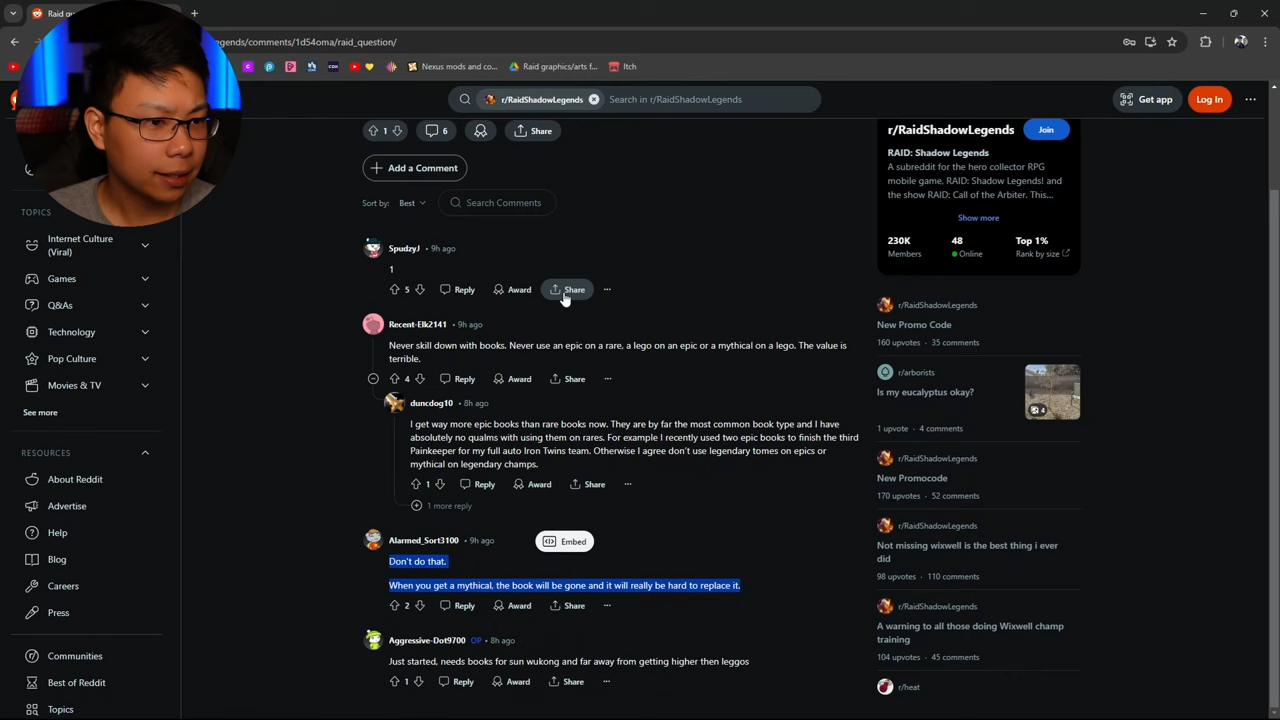 Raid qu
legends/comments/1d54oma/raid_question/
Nexus mods and co...
Raid graphics/arts f...
Itch
r/RaidShadowLegends
Search in r/RaidShadowLegends
Get app
Log In
1
6
Share
Add a Comment
Sort by: Best
Search Comments
TOPICS
Internet Culture
(Viral)
Games
Q&As
Technology
Pop Culture
Movies & TV
See more
RESOURCES
About Reddit
Advertise
Help
Blog
Careers
Press
Communities
Best of Reddit
Topics
SpudzyJ • 9h ago
1
5 Reply Award Share
Recent-Elk2141 • 9h ago
Never skill down with books. Never use an epic on a rare, a lego on an epic or a mythical on a lego. The value is
terrible.
4 Reply Award Share
duncdog10 • 8h ago
I get way more epic books than rare books now. They are by far the most common book type and I have
absolutely no qualms with using them on rares. For example I recently used two epic books to finish the third
Painkeeper for my full auto Iron Twins team. Otherwise I agree don't use legendary tomes on epics or
mythical on legendary champs.
1 Reply Award Share
1 more reply
Alarmed_Sort3100 • 9h ago
Embed
Don't do that.
When you get a mythical, the book will be gone and it will really be hard to replace it.
2 Reply Award Share
Aggressive-Dot9700 OP • 8h ago
Just started, needs books for sun wukong and far away from getting higher then leggos
1 Reply Award Share
r/RaidShadowLegends
Join
RAID: Shadow Legends
A subreddit for the hero collector RPG
mobile game, RAID: Shadow Legends! and
the show RAID: Call of the Arbiter. This...
Show more
230K 48 Top 1%
Members Online Rank by size
r/RaidShadowLegends
New Promo Code
160 upvotes · 35 comments
r/arborists
Is my eucalyptus okay?
4
1 upvote · 4 comments
r/RaidShadowLegends
New Promocode
170 upvotes · 52 comments
r/RaidShadowLegends
Not missing wixwell is the best thing i ever
did
98 upvotes · 110 comments
r/RaidShadowLegends
A warning to all those doing Wixwell champ
training
104 upvotes · 45 comments
r/heat